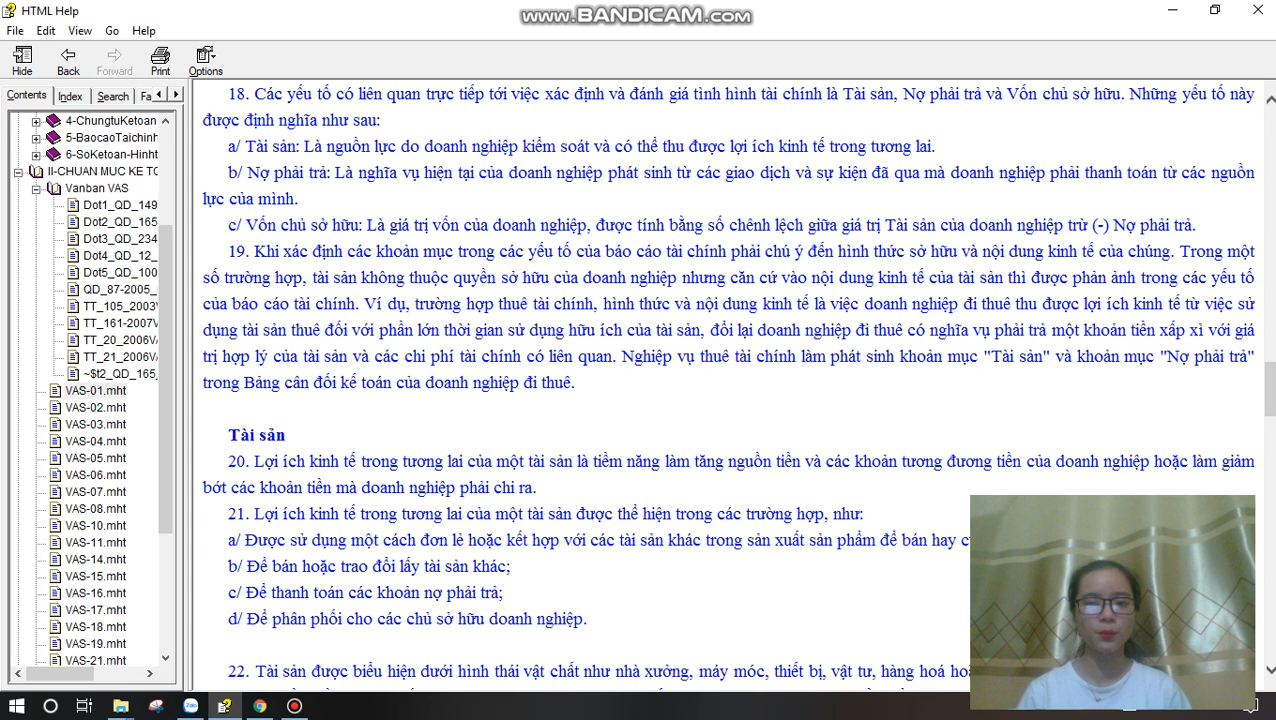 HTML Help
www.BANDICAM.com
File Edit View Go Help
Hide Back Forward Print Options
Contents Index Search Fa
4-ChungtuKetoan
5-BaocaoTaichinh
6-SoKetoan-Hinht
II-CHUAN MUC KE TO
Vanban VAS
Dot1_QD_149
Dot2_QD_165
Dot3_QD_234
Dot4_QD_12_
Dot5_QD_100
QD_87-2005_
TT_105_2003V
TT_161-2007V
TT_20_2006VA
TT_21_2006VA
~$t2_QD_165_
VAS-01.mht
VAS-02.mht
VAS-03.mht
VAS-04.mht
VAS-05.mht
VAS-06.mht
VAS-07.mht
VAS-08.mht
VAS-10.mht
VAS-11.mht
VAS-14.mht
VAS-15.mht
VAS-16.mht
VAS-17.mht
VAS-18.mht
VAS-19.mht
VAS-21.mht
18. Các yếu tố có liên quan trực tiếp tới việc xác định và đánh giá tình hình tài chính là Tài sản, Nợ phải trả và Vốn chủ sở hữu. Những yếu tố này
được định nghĩa như sau:
a/ Tài sản: Là nguồn lực do doanh nghiệp kiểm soát và có thể thu được lợi ích kinh tế trong tương lai.
b/ Nợ phải trả: Là nghĩa vụ hiện tại của doanh nghiệp phát sinh từ các giao dịch và sự kiện đã qua mà doanh nghiệp phải thanh toán từ các nguồn
lực của mình.
c/ Vốn chủ sở hữu: Là giá trị vốn của doanh nghiệp, được tính bằng số chênh lệch giữa giá trị Tài sản của doanh nghiệp trừ (-) Nợ phải trả.
19. Khi xác định các khoản mục trong các yếu tố của báo cáo tài chính phải chú ý đến hình thức sở hữu và nội dung kinh tế của chúng. Trong một
số trường hợp, tài sản không thuộc quyền sở hữu của doanh nghiệp nhưng căn cứ vào nội dung kinh tế của tài sản thì được phản ảnh trong các yếu tố
của báo cáo tài chính. Ví dụ, trường hợp thuê tài chính, hình thức và nội dung kinh tế là việc doanh nghiệp đi thuê thu được lợi ích kinh tế từ việc sử
dụng tài sản thuê đối với phần lớn thời gian sử dụng hữu ích của tài sản, đổi lại doanh nghiệp đi thuê có nghĩa vụ phải trả một khoản tiền xấp xỉ với giá
trị hợp lý của tài sản và các chi phí tài chính có liên quan. Nghiệp vụ thuê tài chính làm phát sinh khoản mục "Tài sản" và khoản mục "Nợ phải trả"
trong Bảng cân đối kế toán của doanh nghiệp đi thuê.
Tài sản
20. Lợi ích kinh tế trong tương lai của một tài sản là tiềm năng làm tăng nguồn tiền và các khoản tương đương tiền của doanh nghiệp hoặc làm giảm
bớt các khoản tiền mà doanh nghiệp phải chi ra.
21. Lợi ích kinh tế trong tương lai của một tài sản được thể hiện trong các trường hợp, như:
a/ Được sử dụng một cách đơn lẻ hoặc kết hợp với các tài sản khác trong sản xuất sản phẩm để bán hay
b/ Để bán hoặc trao đổi lấy tài sản khác;
c/ Để thanh toán các khoản nợ phải trả;
d/ Để phân phối cho các chủ sở hữu doanh nghiệp.
22. Tài sản được biểu hiện dưới hình thái vật chất như nhà xưởng, máy móc, thiết bị, vật tư, hàng hoá